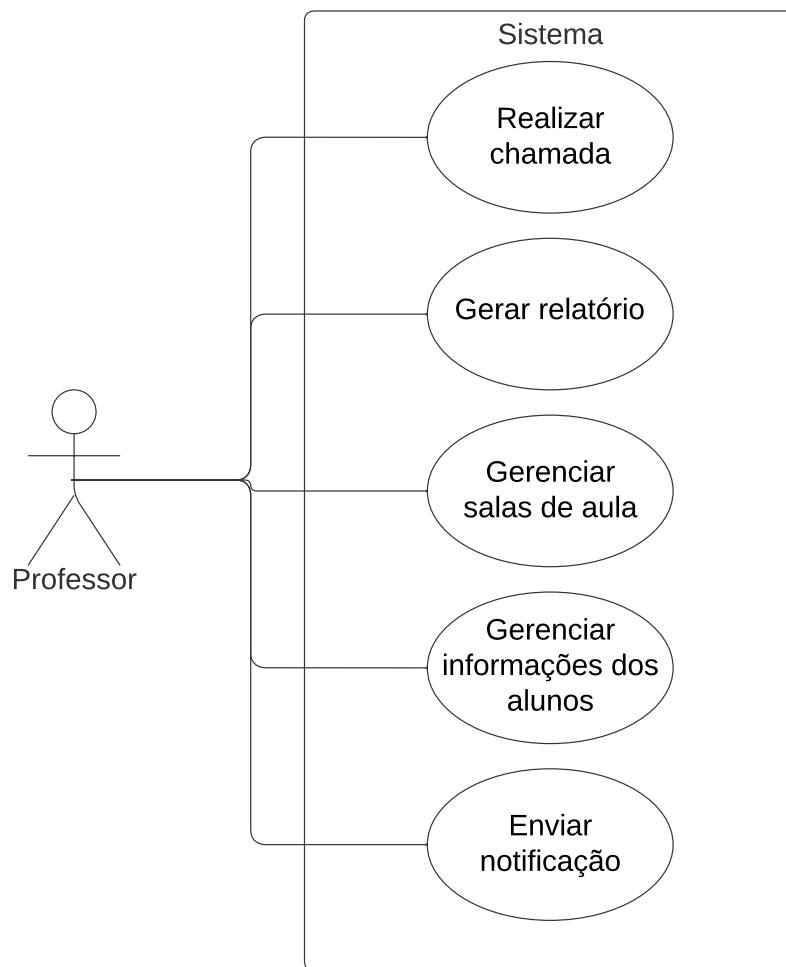 Sistema
Realizar
chamada
Gerar relatório
Gerenciar
salas de aula
Professor
Gerenciar
informações dos
alunos
Enviar
notificação